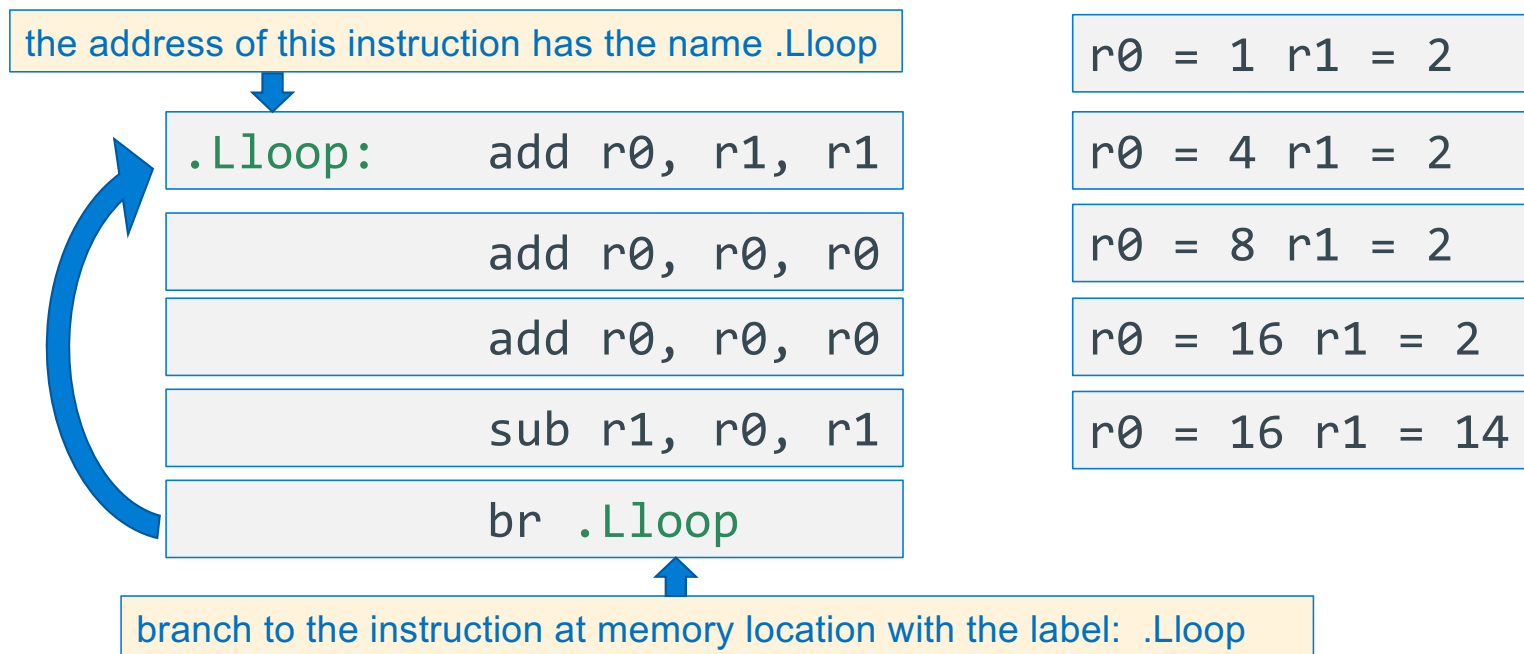 the address of this instruction has the name .Lloop
r0 = 1 r1 = 2
.Lloop: add r0, r1, r1
r0 = 4 r1 = 2
add r0, r0, r0
r0 = 8 r1 = 2
add r0, r0, r0
r0 = 16 r1 = 2
sub r1, r0, r1
r0 = 16 r1 = 14
br .Lloop
branch to the instruction at memory location with the label: .Lloop